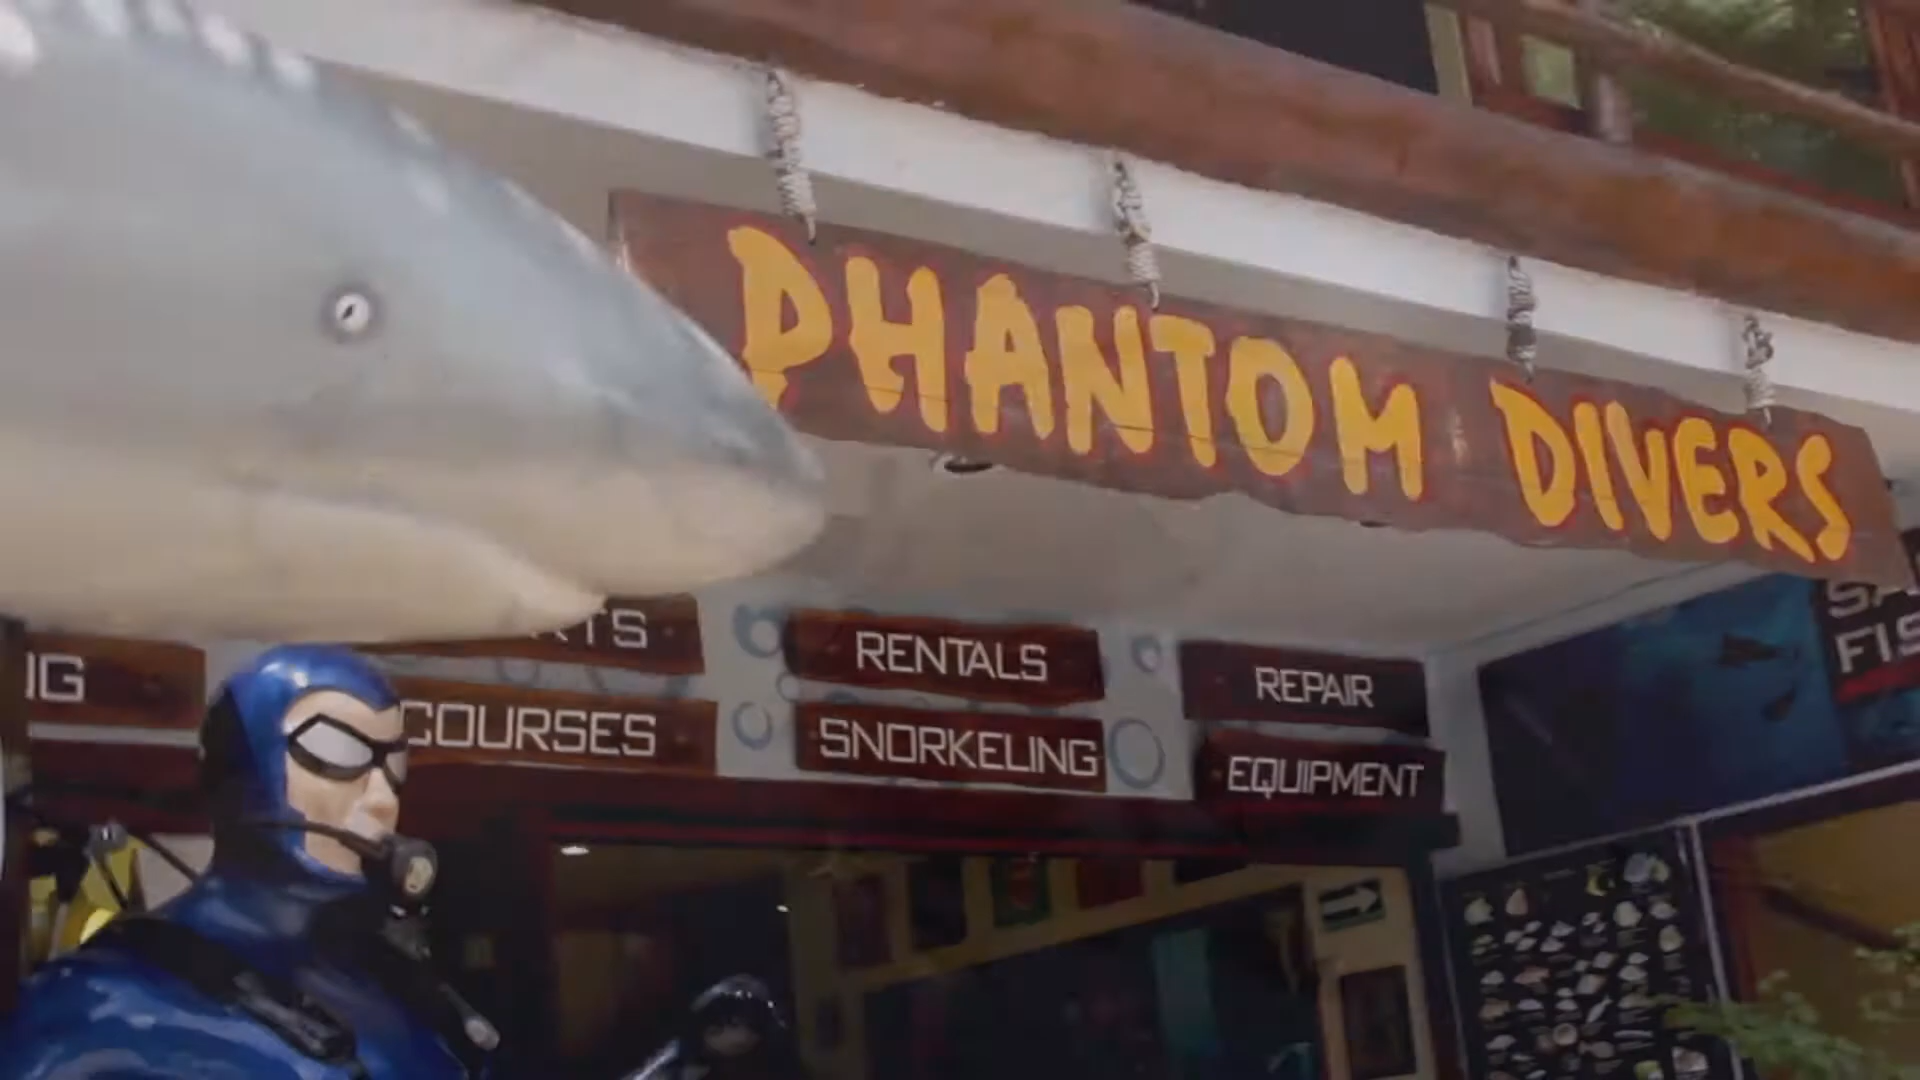 PHANTOM DIVERS
RENTALS
REPAIR
COURSES
SNORKELING
EQUIPMENT